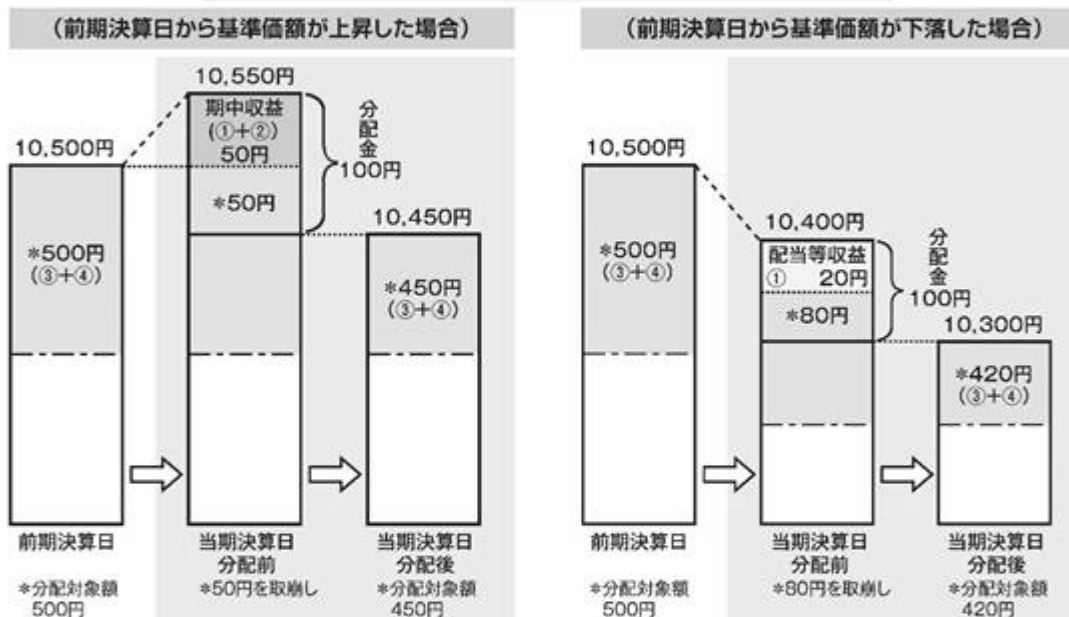 （前期決算日から基準価額が上昇した場合）
10,550円
期中収益
(①+②)
50円
*50円
分配金
100円
10,500円
*500円
(③+④)
10,450円
*450円
(③+④)
前期決算日
*分配対象額
500円
当期決算日
分配前
*50円を取崩し
当期決算日
分配後
*分配対象額
450円
（前期決算日から基準価額が下落した場合）
10,500円
*500円
(③+④)
10,400円
配当等収益
① 20円
*80円
分配金
100円
10,300円
*420円
(③+④)
前期決算日
*分配対象額
500円
当期決算日
分配前
*80円を取崩し
当期決算日
分配後
*分配対象額
420円